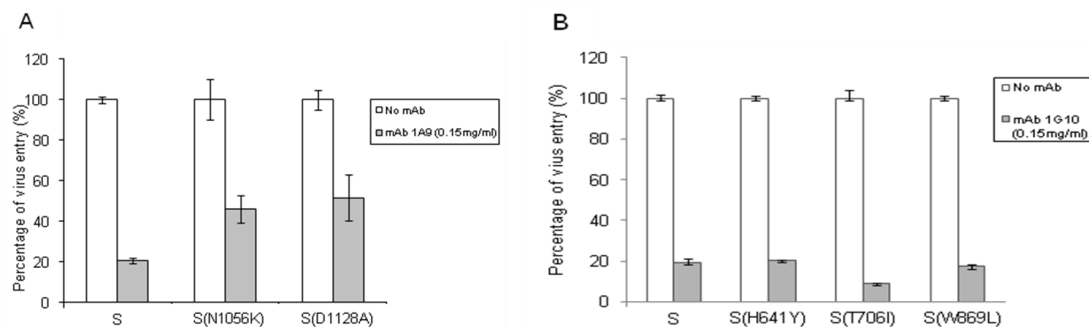 A
Percentage of virus entry (%)
120
100
80
60
40
20
0
S
S(N1056K)
S(D1128A)
No mAb
mAb 1A9 (0.15mg/ml)
B
Percentage of virus entry (%)
120
100
80
60
40
20
0
S
S(H641Y)
S(T706I)
S(W869L)
No mAb
mAb 1G10
(0.15mg/ml)